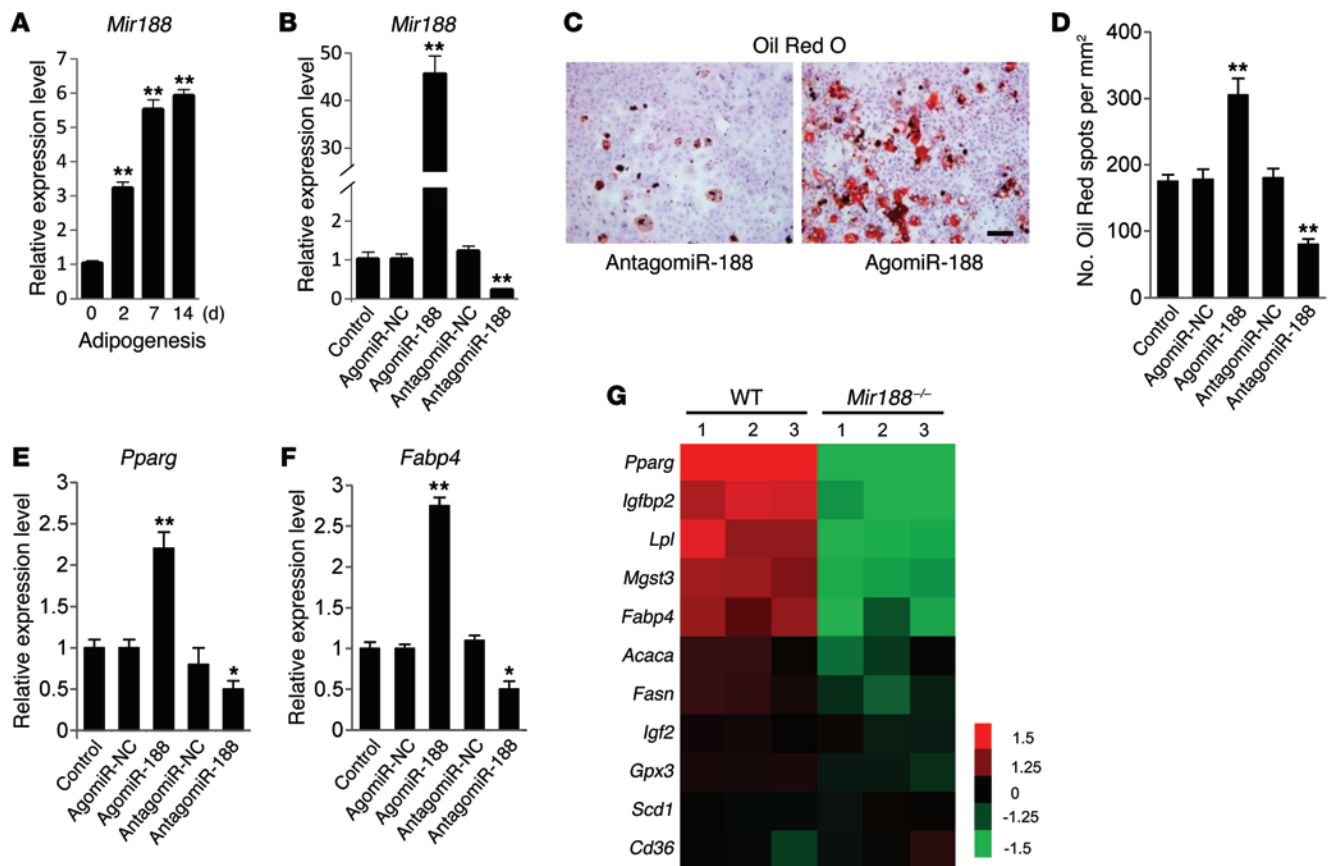 A
Mir188
Relative expression level
7
6
5
4
3
2
1
0
**
**
**
0 2 7 14 (d)
Adipogenesis
B
Mir188
Relative expression level
50
40
30
2
1
0
**
**
Control
AgomiR-NC
AgomiR-188
AntagomiR-NC
AntagomiR-188
C
Oil Red O
AntagomiR-188
AgomiR-188
D
No. Oil Red spots per mm²
400
300
200
100
0
**
**
Control
AgomiR-NC
AgomiR-188
AntagomiR-NC
AntagomiR-188
E
Pparg
Relative expression level
3
2.5
2
1.5
1
0.5
0
**
*
Control
AgomiR-NC
AgomiR-188
AntagomiR-NC
AntagomiR-188
F
Fabp4
Relative expression level
3
2.5
2
1.5
1
0.5
0
**
*
Control
AgomiR-NC
AgomiR-188
AntagomiR-NC
AntagomiR-188
G
WT Mir188–/–
1 2 3 1 2 3
Pparg
Igfbp2
Lpl
Mgst3
Fabp4
Acaca
Fasn
Igf2
Gpx3
Scd1
Cd36
1.5
1.25
0
-1.25
-1.5